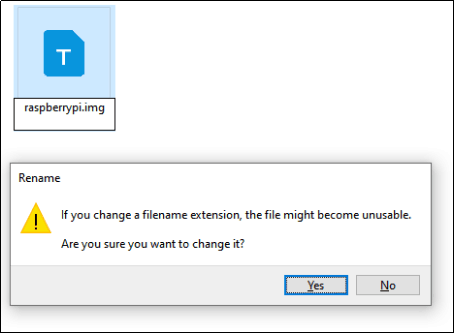 T
raspberrypi.img
Rename
If you change a filename extension, the file might become unusable.
Are you sure you want to change it?
Yes No